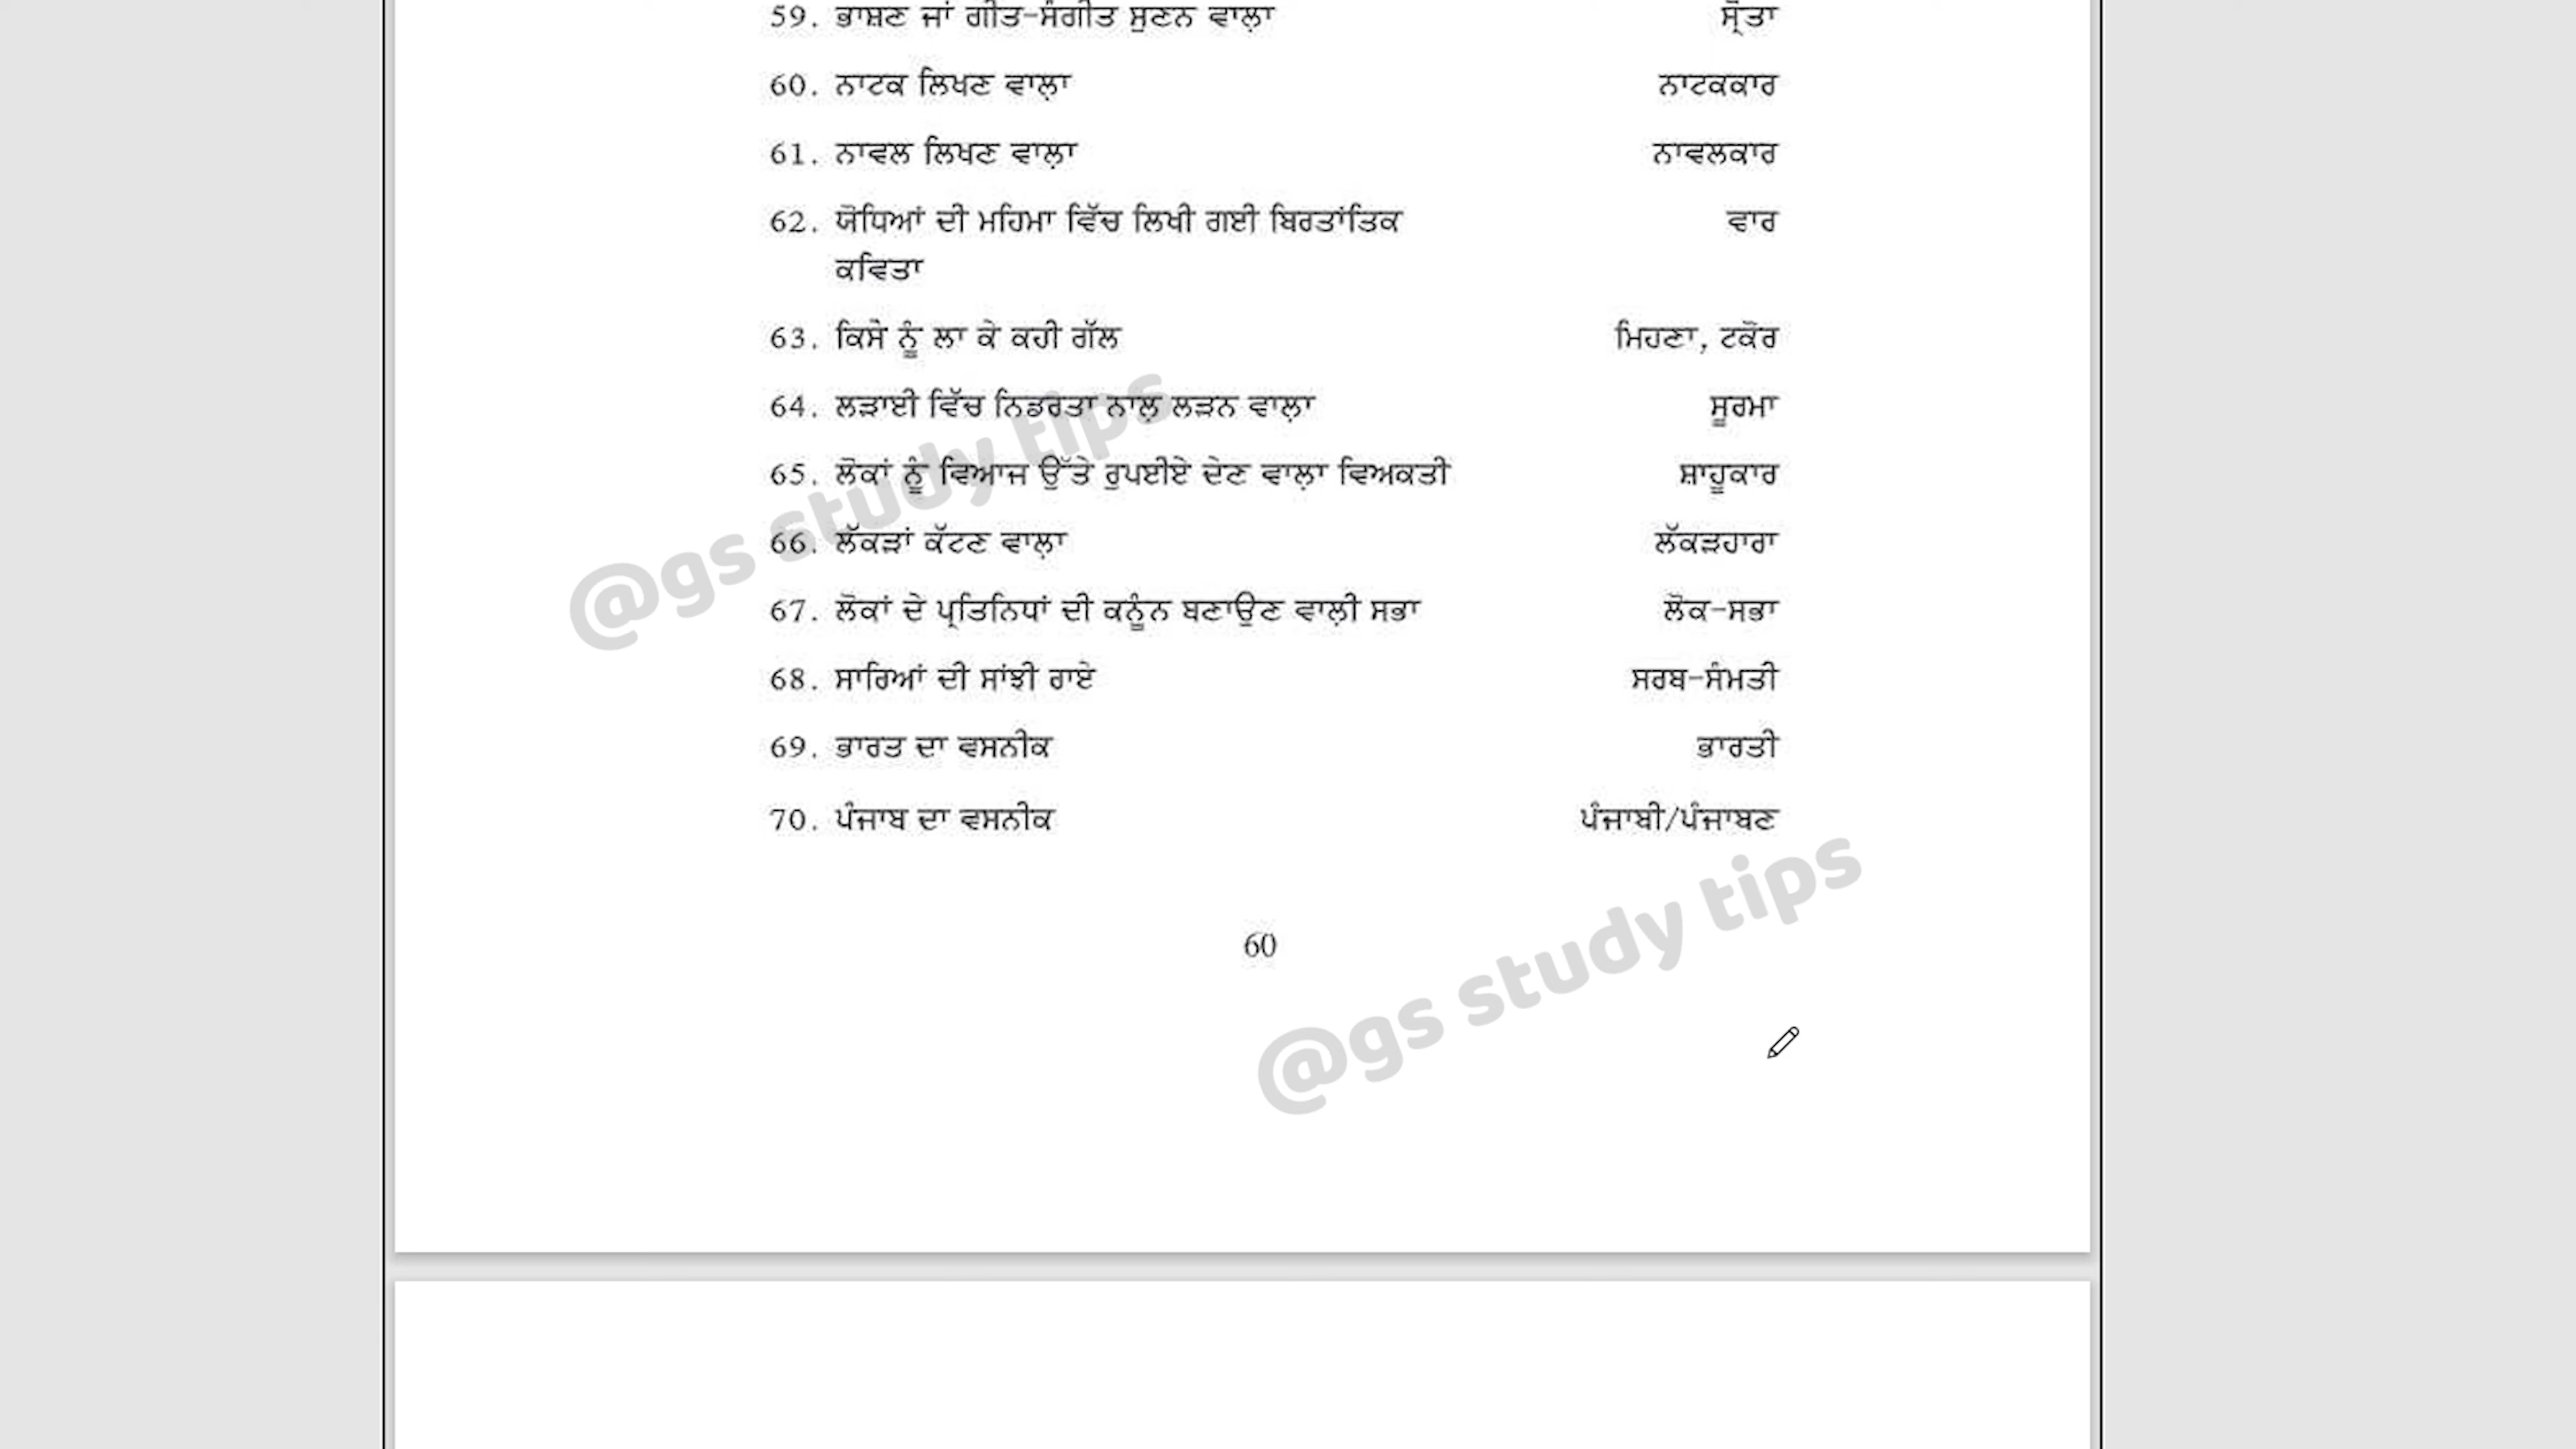 59. ਭਾਸ਼ਣ ਜਾਂ ਗੀਤ-ਸੰਗੀਤ ਸੁਣਨ ਵਾਲ਼ਾ ਸ੍ਰੋਤਾ
60. ਨਾਟਕ ਲਿਖਣ ਵਾਲ਼ਾ ਨਾਟਕਕਾਰ
61. ਨਾਵਲ ਲਿਖਣ ਵਾਲ਼ਾ ਨਾਵਲਕਾਰ
62. ਯੋਧਿਆਂ ਦੀ ਮਹਿਮਾ ਵਿੱਚ ਲਿਖੀ ਗਈ ਬਿਰਤਾਂਤਿਕ ਵਾਰ
ਕਵਿਤਾ
63. ਕਿਸੇ ਨੂੰ ਲਾ ਕੇ ਕਹੀ ਗੱਲ ਮਿਹਣਾ, ਟਕੋਰ
64. ਲੜਾਈ ਵਿੱਚ ਨਿਡਰਤਾ ਨਾਲ਼ ਲੜਨ ਵਾਲ਼ਾ ਸੂਰਮਾ
65. ਲੋਕਾਂ ਨੂੰ ਵਿਆਜ ਉੱਤੇ ਰੁਪਈਏ ਦੇਣ ਵਾਲ਼ਾ ਵਿਅਕਤੀ ਸ਼ਾਹੂਕਾਰ
66. ਲੱਕੜਾਂ ਕੱਟਣ ਵਾਲ਼ਾ ਲੱਕੜਹਾਰਾ
67. ਲੋਕਾਂ ਦੇ ਪ੍ਰਤਿਨਿਧਾਂ ਦੀ ਕਨੂੰਨ ਬਣਾਉਣ ਵਾਲ਼ੀ ਸਭਾ ਲੋਕ-ਸਭਾ
68. ਸਾਰਿਆਂ ਦੀ ਸਾਂਝੀ ਰਾਏ ਸਰਬ-ਸੰਮਤੀ
69. ਭਾਰਤ ਦਾ ਵਸਨੀਕ ਭਾਰਤੀ
70. ਪੰਜਾਬ ਦਾ ਵਸਨੀਕ ਪੰਜਾਬੀ/ਪੰਜਾਬਣ
60
@gs study tips
@gs study tips